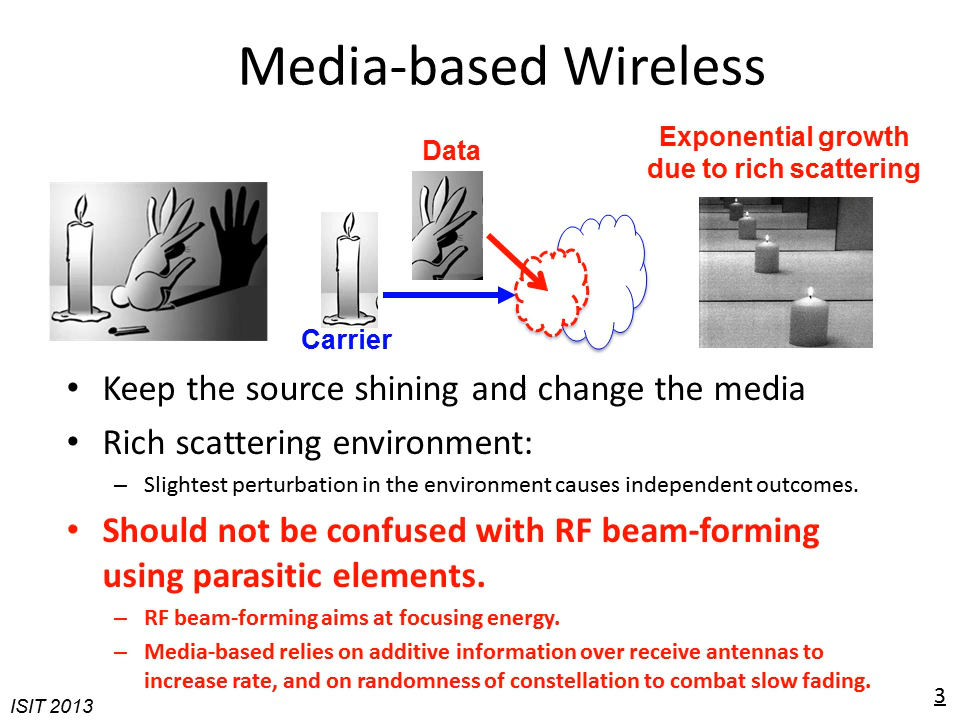 Media-based Wireless
Data
Exponential growth
due to rich scattering
Carrier
• Keep the source shining and change the media
• Rich scattering environment:
– Slightest perturbation in the environment causes independent outcomes.
• Should not be confused with RF beam-forming
using parasitic elements.
– RF beam-forming aims at focusing energy.
– Media-based relies on additive information over receive antennas to
increase rate, and on randomness of constellation to combat slow fading.
ISIT 2013
3